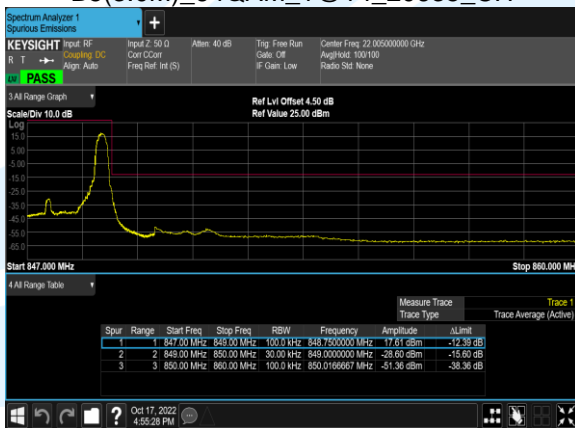 Spectrum Analyzer 1
Spurious Emissions
+
KEYSIGHT Input: RF Input Z: 50 Ω Atten: 40 dB Trig: Free Run Center Freq: 22.005000000 GHz
R T Coupling: DC Corr CCorr Gate: Off Avg|Hold: 100/100
Align: Auto Freq Ref: Int (S) IF Gain: Low Radio Std: None
LXI PASS
3 All Range Graph
Ref Lvl Offset 4.50 dB
Scale/Div 10.0 dB Ref Value 25.00 dBm
Log
15.0
5.00
-5.00
-15.0
-25.0
-35.0
-45.0
-55.0
-65.0
Start 847.000 MHz Stop 860.000 MH
4 All Range Table
Measure Trace Trace 1
Trace Type Trace Average (Active)
Spur Range Start Freq Stop Freq RBW Frequency Amplitude ΔLimit
1 1 847.00 MHz 849.00 MHz 100.0 kHz 848.7500000 MHz 17.61 dBm -12.39 dB
2 2 849.00 MHz 850.00 MHz 30.00 kHz 849.0000000 MHz -28.60 dBm -15.60 dB
3 3 850.00 MHz 860.00 MHz 100.0 kHz 850.0166667 MHz -51.36 dBm -38.36 dB
? Oct 17, 2022
4:55:28 PM